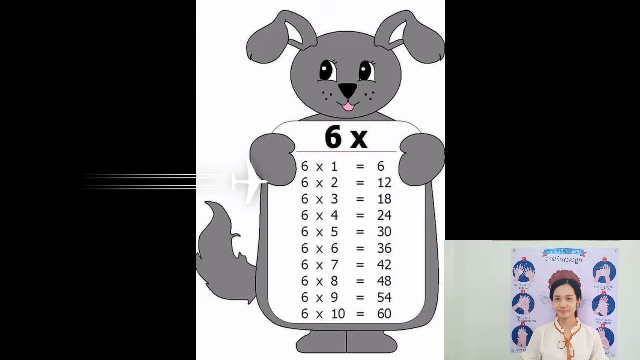 6 x
6 x 1 = 6
6 x 2 = 12
6 x 3 = 18
6 x 4 = 24
6 x 5 = 30
6 x 6 = 36
6 x 7 = 42
6 x 8 = 48
6 x 9 = 54
6 x 10 = 60